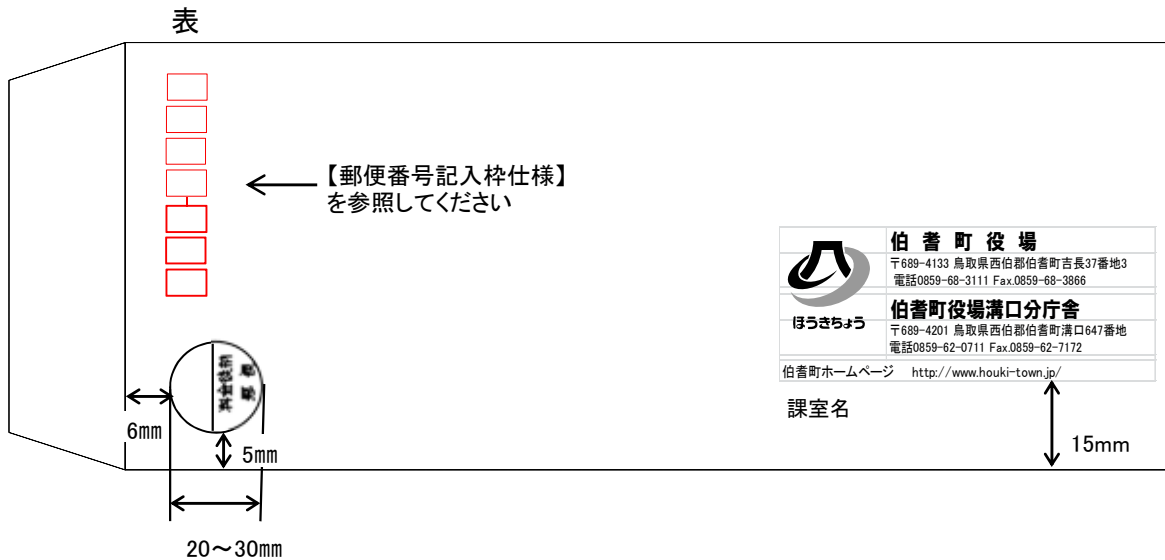 表
【郵便番号記入枠仕様】
を参照してください
伯耆町役場
〒689-4133 鳥取県西伯郡伯耆町吉長37番地3
電話0859-68-3111 Fax.0859-68-3866
ほうきちょう
伯耆町役場溝口分庁舎
〒689-4201 鳥取県西伯郡伯耆町溝口647番地
電話0859-62-0711 Fax.0859-62-7172
伯耆町ホームページ http://www.houki-town.jp/
課室名
料金後納
郵便
6mm
5mm
15mm
20～30mm